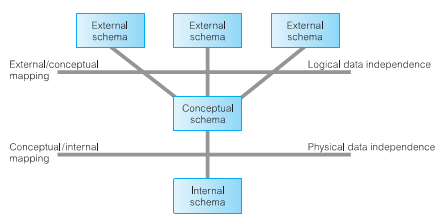 External
schema
External
schema
External
schema
External/conceptual
mapping
Logical data independence
Conceptual
schema
Conceptual/internal
mapping
Physical data independence
Internal
schema